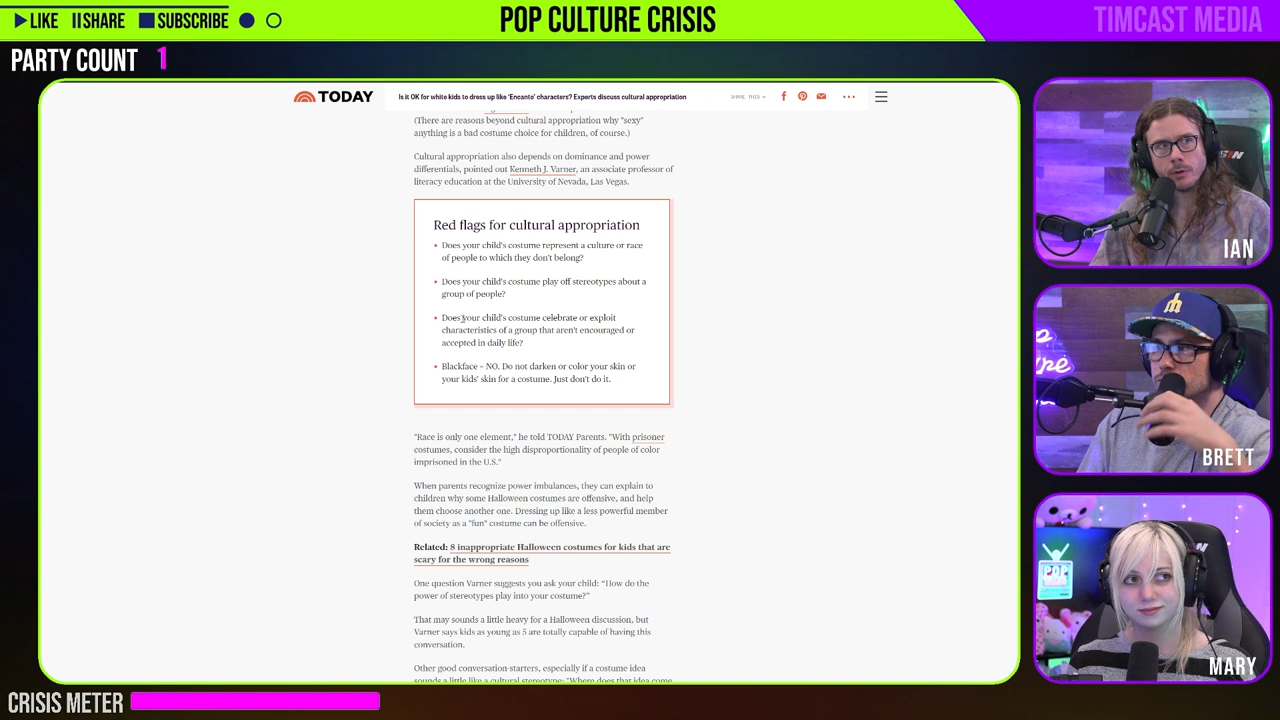 LIKE SHARE SUBSCRIBE
POP CULTURE CRISIS
TIMCAST MEDIA
PARTY COUNT 1
TODAY
Is it OK for white kids to dress up like 'Encanto' characters? Experts discuss cultural appropriation
SHARE THIS –
(There are reasons beyond cultural appropriation why "sexy"
anything is a bad costume choice for children, of course.)
Cultural appropriation also depends on dominance and power
differentials, pointed out Kenneth J. Varner, an associate professor of
literacy education at the University of Nevada, Las Vegas.
Red flags for cultural appropriation
• Does your child's costume represent a culture or race
of people to which they don't belong?
• Does your child's costume play off stereotypes about a
group of people?
• Does your child's costume celebrate or exploit
characteristics of a group that aren't encouraged or
accepted in daily life?
• Blackface – NO. Do not darken or color your skin or
your kids' skin for a costume. Just don't do it.
"Race is only one element," he told TODAY Parents. "With prisoner
costumes, consider the high disproportionality of people of color
imprisoned in the U.S."
When parents recognize power imbalances, they can explain to
children why some Halloween costumes are offensive, and help
them choose another one. Dressing up like a less powerful member
of society as a "fun" costume can be offensive.
Related: 8 inappropriate Halloween costumes for kids that are
scary for the wrong reasons
One question Varner suggests you ask your child: "How do the
power of stereotypes play into your costume?"
That may sounds a little heavy for a Halloween discussion, but
Varner says kids as young as 5 are totally capable of having this
conversation.
Other good conversation-starters, especially if a costume idea
sounds a little like a cultural stereotype: "Where does that idea come
IAN
BRETT
POP
MARY
CRISIS METER